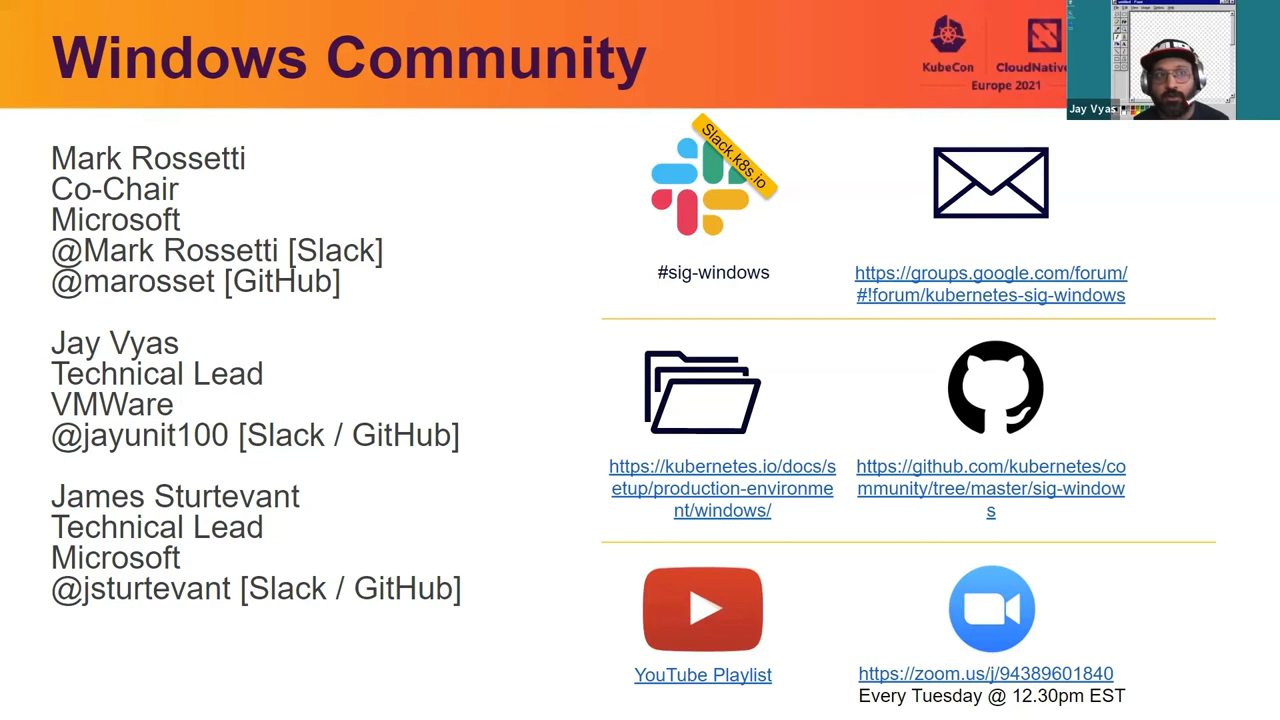 Windows Community
KubeCon
CloudNative
Europe 2021
Jay Vyas
Mark Rossetti
Co-Chair
Microsoft
@Mark Rossetti [Slack]
@marosset [GitHub]
Jay Vyas
Technical Lead
VMWare
@jayunit100 [Slack / GitHub]
James Sturtevant
Technical Lead
Microsoft
@jsturtevant [Slack / GitHub]
Slack.k8s.io
#sig-windows
https://groups.google.com/forum/
#!forum/kubernetes-sig-windows
https://kubernetes.io/docs/s
etup/production-environme
nt/windows/
https://github.com/kubernetes/co
mmunity/tree/master/sig-window
s
YouTube Playlist
https://zoom.us/j/94389601840
Every Tuesday @ 12.30pm EST